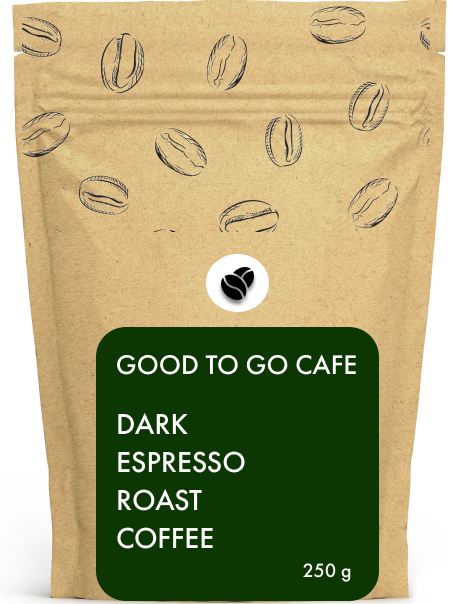 GOOD TO GO CAFE
DARK
ESPRESSO
ROAST
COFFEE
250 g